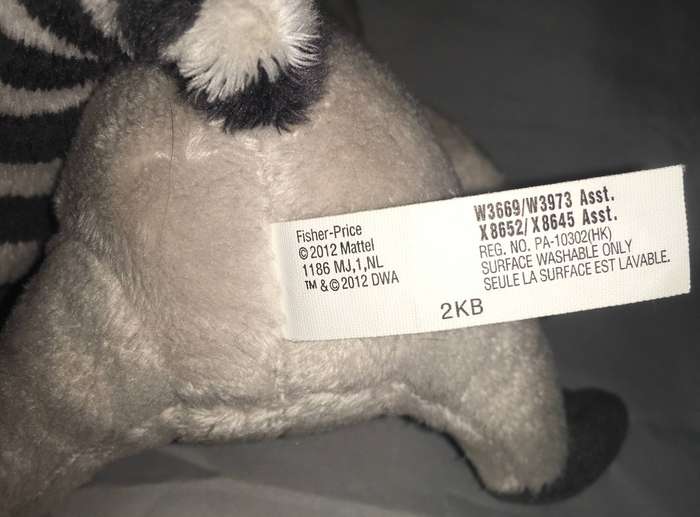 Fisher-Price
©2012 Mattel
1186 MJ,1,NL
TM &©2012 DWA
W3669/W3973 Asst.
X8652/X8645 Asst.
REG. NO. PA-10302(HK)
SURFACE WASHABLE ONLY
SEULE LA SURFACE EST LAVABLE.
2KB